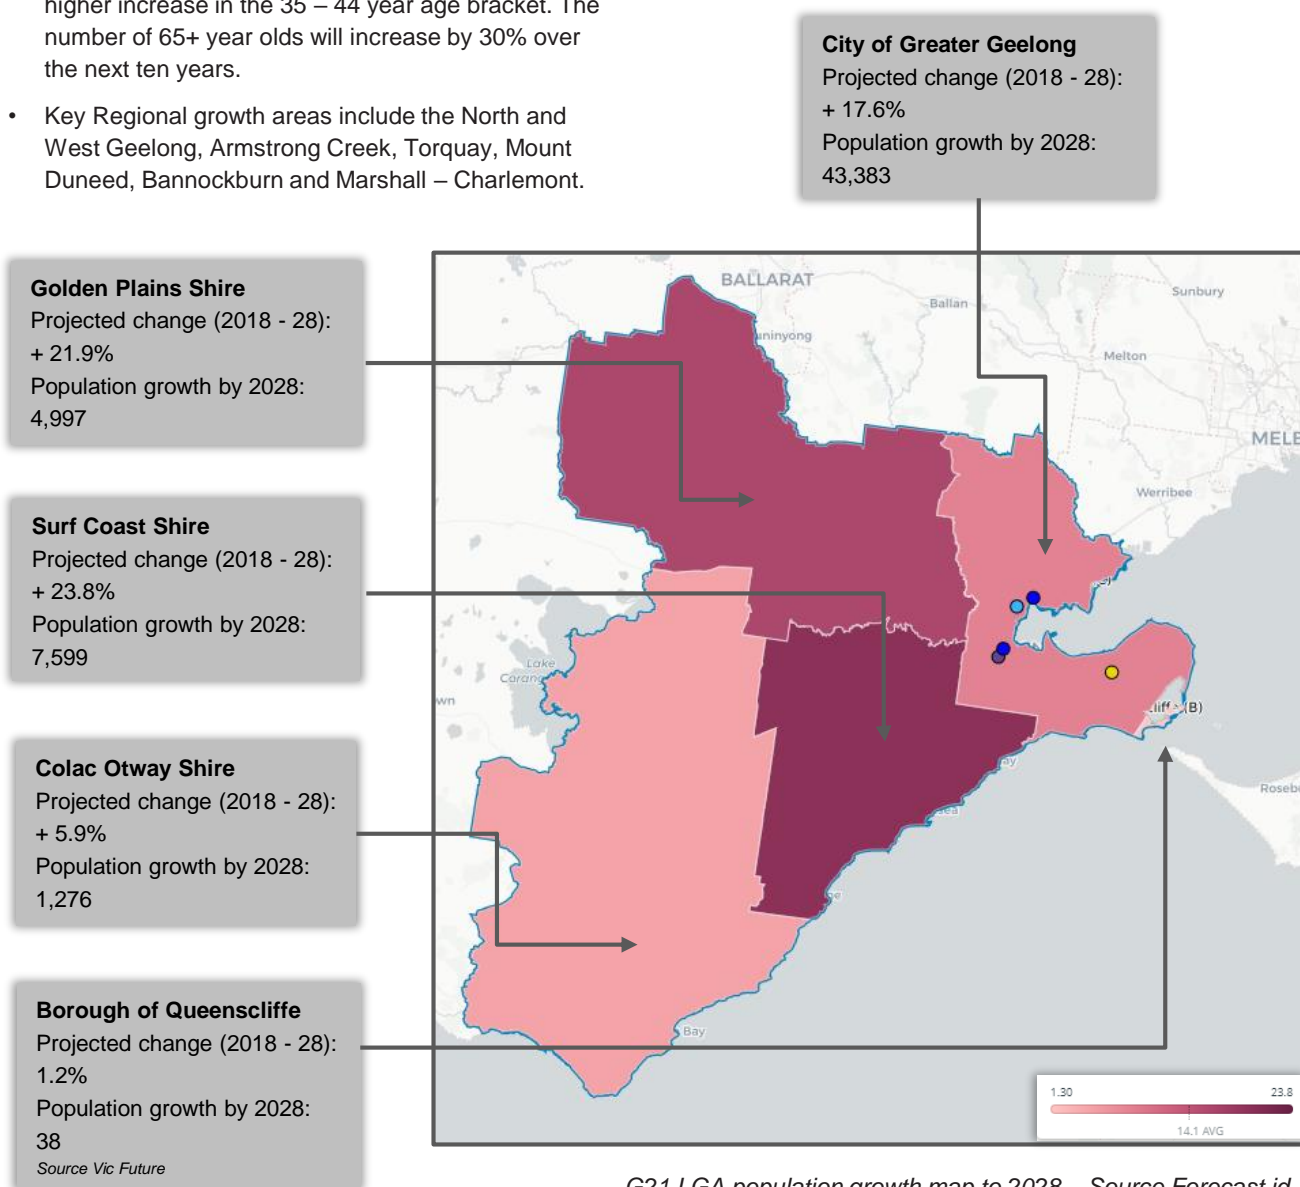 higher increase in the 35 – 44 year age bracket. The
number of 65+ year olds will increase by 30% over
the next ten years.
• Key Regional growth areas include the North and
West Geelong, Armstrong Creek, Torquay, Mount
Duneed, Bannockburn and Marshall – Charlemont.
City of Greater Geelong
Projected change (2018 - 28):
+ 17.6%
Population growth by 2028:
43,383
Golden Plains Shire
Projected change (2018 - 28):
+ 21.9%
Population growth by 2028:
4,997
Surf Coast Shire
Projected change (2018 - 28):
+ 23.8%
Population growth by 2028:
7,599
Colac Otway Shire
Projected change (2018 - 28):
+ 5.9%
Population growth by 2028:
1,276
Borough of Queenscliffe
Projected change (2018 - 28):
1.2%
Population growth by 2028:
38
Source Vic Future
BALLARAT
Ballan
Sunbury
Melton
MELB
Werribee
Lake
Bay
1.30
23.8
14.1 AVG
G21 LGA population growth map to 2028 – Source Forecast.id